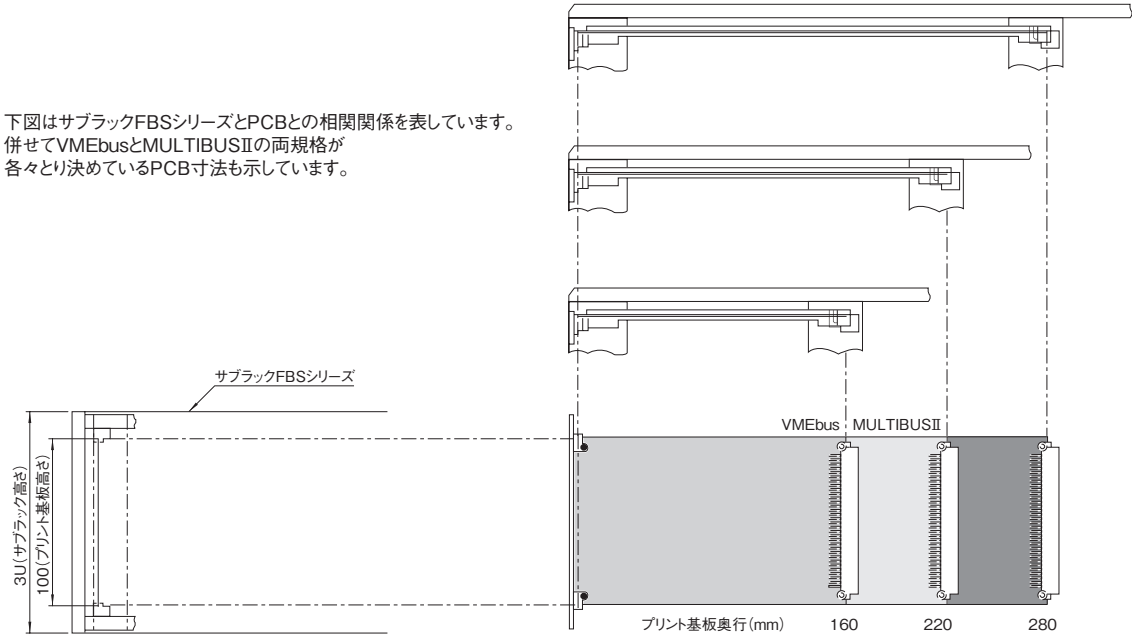 下図はサブラックFBSシリーズとPCBとの相関関係を表しています。
併せてVMEbusとMULTIBUSⅡの両規格が
各々とり決めているPCB寸法も示しています。
サブラックFBSシリーズ
VMEbus MULTIBUSⅡ
3U(サブラック高さ)
100(プリント基板高さ)
プリント基板奥行(mm) 160 220 280